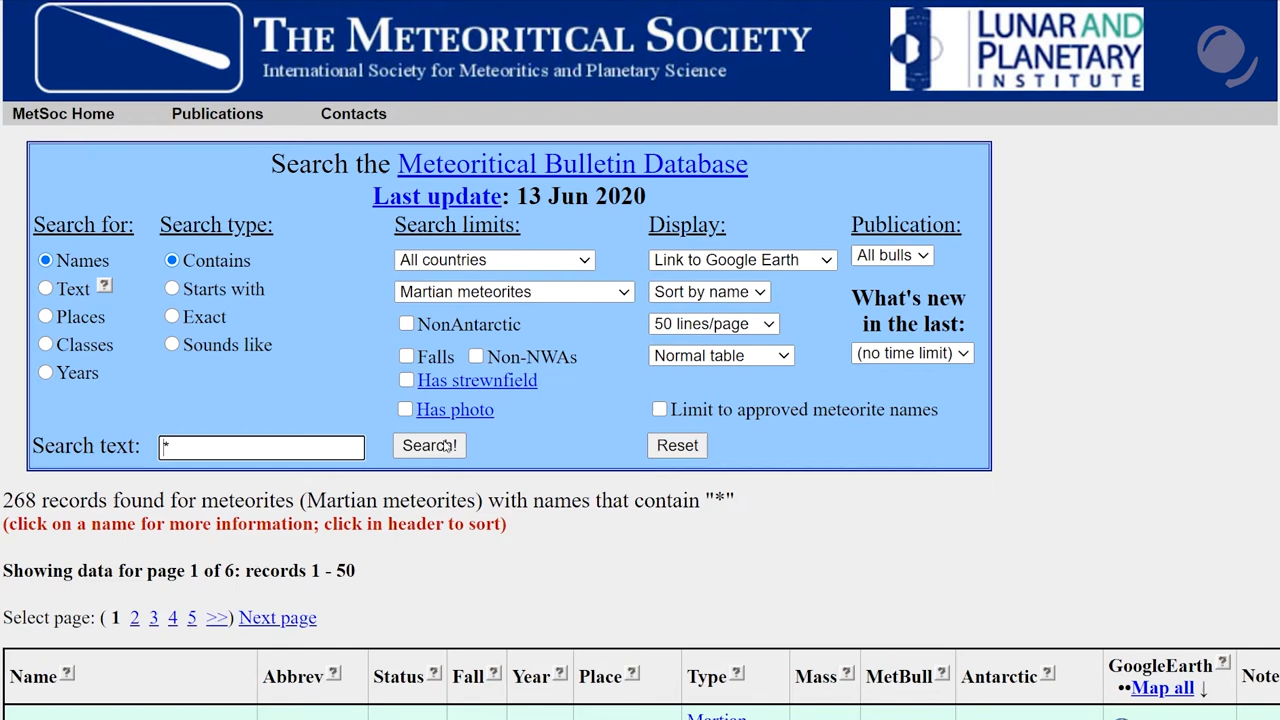 THE METEORITICAL SOCIETY
International Society for Meteoritics and Planetary Science
LUNAR AND
PLANETARY
INSTITUTE
MetSoc Home Publications Contacts
Search the Meteoritical Bulletin Database
Last update: 13 Jun 2020
Search for: Search type: Search limits: Display: Publication:
Names Contains All countries Link to Google Earth All bulls
Text ? Starts with Martian meteorites Sort by name What's new
Places Exact NonAntarctic 50 lines/page in the last:
Classes Sounds like Falls Non-NWAs Normal table (no time limit)
Years Has strewnfield
Has photo Limit to approved meteorite names
Search text: * Search! Reset
268 records found for meteorites (Martian meteorites) with names that contain "*"
(click on a name for more information; click in header to sort)
Showing data for page 1 of 6: records 1 - 50
Select page: ( 1 2 3 4 5 >>) Next page
Name ? Abbrev ? Status ? Fall ? Year ? Place ? Type ? Mass ? MetBull ? Antarctic ? GoogleEarth ? Note
••Map all ↓
Martian